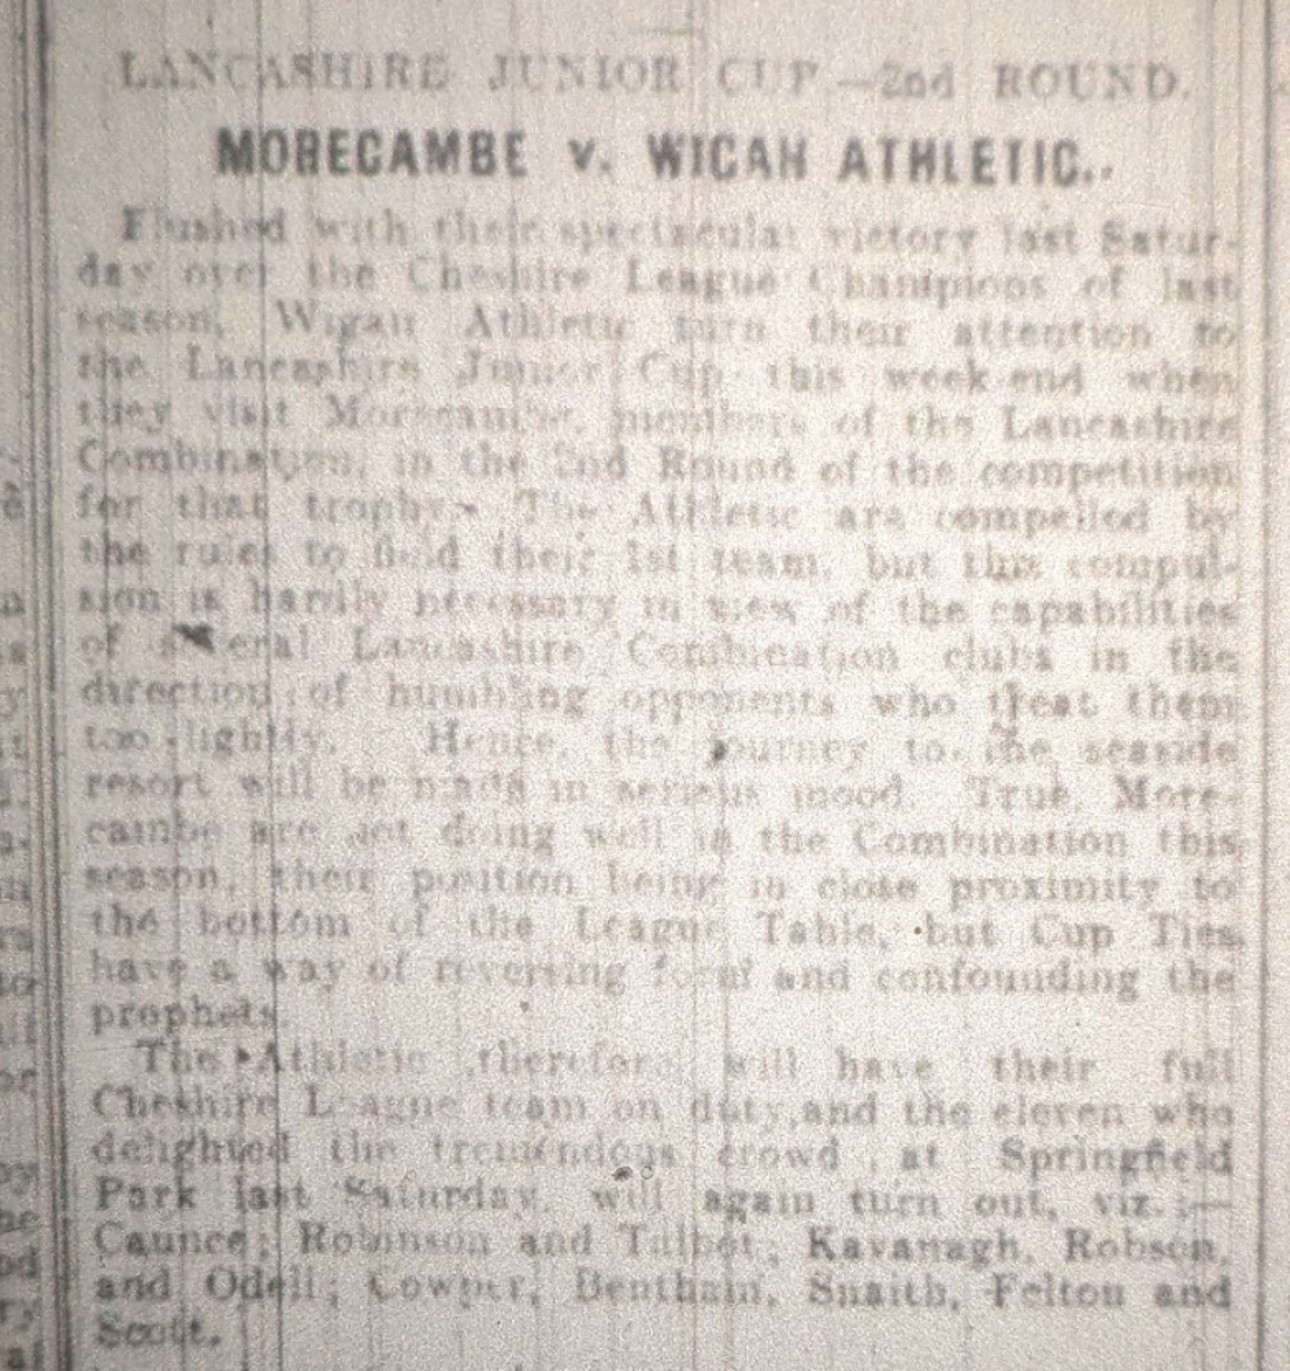 LANCASHIRE JUNIOR CUP—2nd ROUND.
MORECAMBE v. WIGAN ATHLETIC..
Flushed with their spectacular victory last Satur-
day over the Cheshire League Champions of last
season, Wigan Athletic turn their attention to
the Lancashire Junior Cup this week-end when
they visit Morecambe, members of the Lancashire
Combination, in the 2nd Round of the competition
for that trophy. The Athletic are compelled by
the rules to field their 1st team, but this compul-
sion is hardly necessary in view of the capabilities
of several Lancashire Combination clubs in the
direction of humbling opponents who treat them
too lightly. Hence, the journey to the seaside
resort will be made in serious mood. True, More-
cambe are not doing well in the Combination this
season, their position being in close proximity to
the bottom of the League Table, but Cup Ties
have a way of reversing form and confounding the
prophets.
The Athletic therefore will have their full
Cheshire League team on duty, and the eleven who
delighted the tremendous crowd at Springfield
Park last Saturday, will again turn out, viz.:—
Caunce; Robinson and Talbot; Kavanagh, Robson,
and Odell; Cowper, Bentham, Snaith, Felton and
Scott.